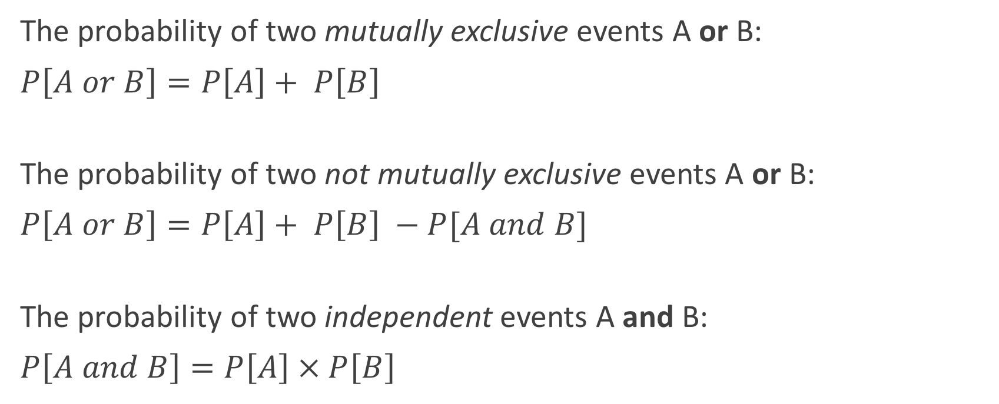 The probability of two mutually exclusive events A or B:
P[A or B] = P[A] + P[B]
The probability of two not mutually exclusive events A or B:
P[A or B] = P[A] + P[B] − P[A and B]
The probability of two independent events A and B:
P[A and B] = P[A] × P[B]